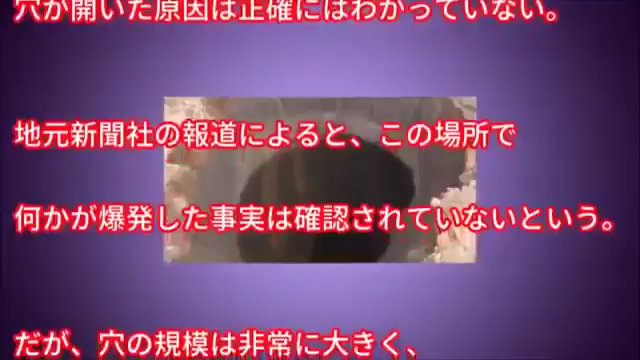 穴が開いた原因は正確にはわかっていない。
地元新聞社の報道によると、この場所で
何かが爆発した事実は確認されていないという。
だが、穴の規模は非常に大きく、